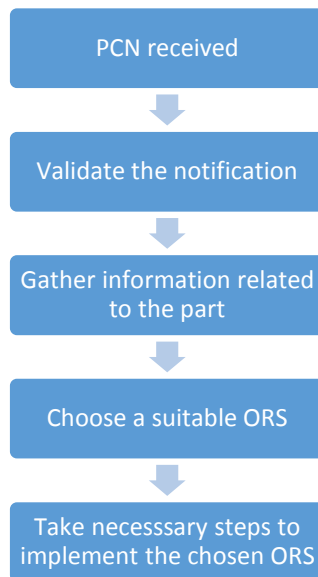 PCN received
Validate the notification
Gather information related
to the part
Choose a suitable ORS
Take necesssary steps to
implement the chosen ORS